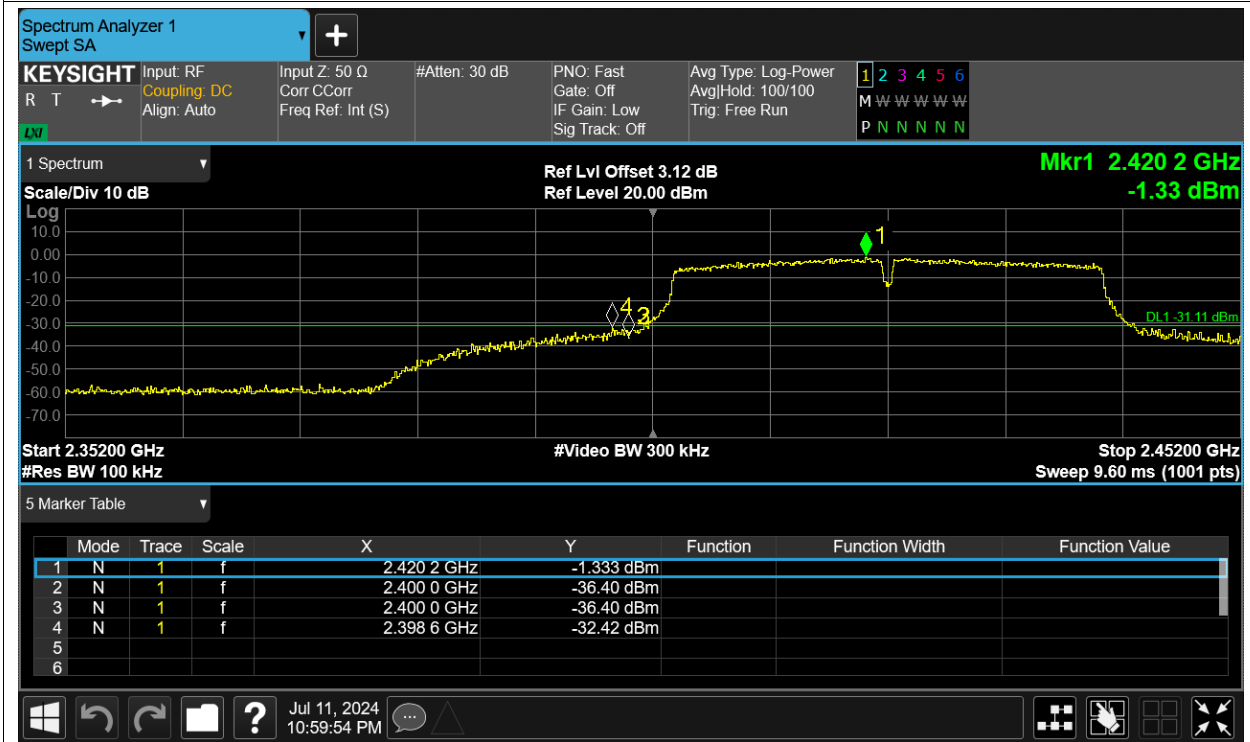 Spectrum Analyzer 1
Swept SA
KEYSIGHT Input: RF Input Z: 50 Ω #Atten: 30 dB PNO: Fast Avg Type: Log-Power 1 2 3 4 5 6
R T Coupling: DC Corr CCorr Gate: Off Avg|Hold: 100/100 M W W W W W
Align: Auto Freq Ref: Int (S) IF Gain: Low Trig: Free Run
LXI Sig Track: Off P N N N N N
1 Spectrum Ref Lvl Offset 3.12 dB Mkr1 2.420 2 GHz
Scale/Div 10 dB Ref Level 20.00 dBm -1.33 dBm
Log
10.0
1
0.00
-10.0
-20.0
4
-30.0
DL1 -31.11 dBm
-40.0
-50.0
-60.0
-70.0
Start 2.35200 GHz #Video BW 300 kHz Stop 2.45200 GHz
#Res BW 100 kHz Sweep 9.60 ms (1001 pts)
5 Marker Table
Mode Trace Scale X Y Function Function Width Function Value
1 N 1 f 2.420 2 GHz -1.333 dBm
2 N 1 f 2.400 0 GHz -36.40 dBm
3 N 1 f 2.400 0 GHz -36.40 dBm
4 N 1 f 2.398 6 GHz -32.42 dBm
5
6
? Jul 11, 2024
10:59:54 PM